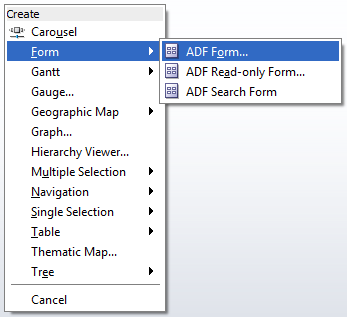 Create
Carousel
Form
ADF Form...
Gantt
ADF Read-only Form...
Gauge...
ADF Search Form
Geographic Map
Graph...
Hierarchy Viewer...
Multiple Selection
Navigation
Single Selection
Table
Thematic Map...
Tree
Cancel